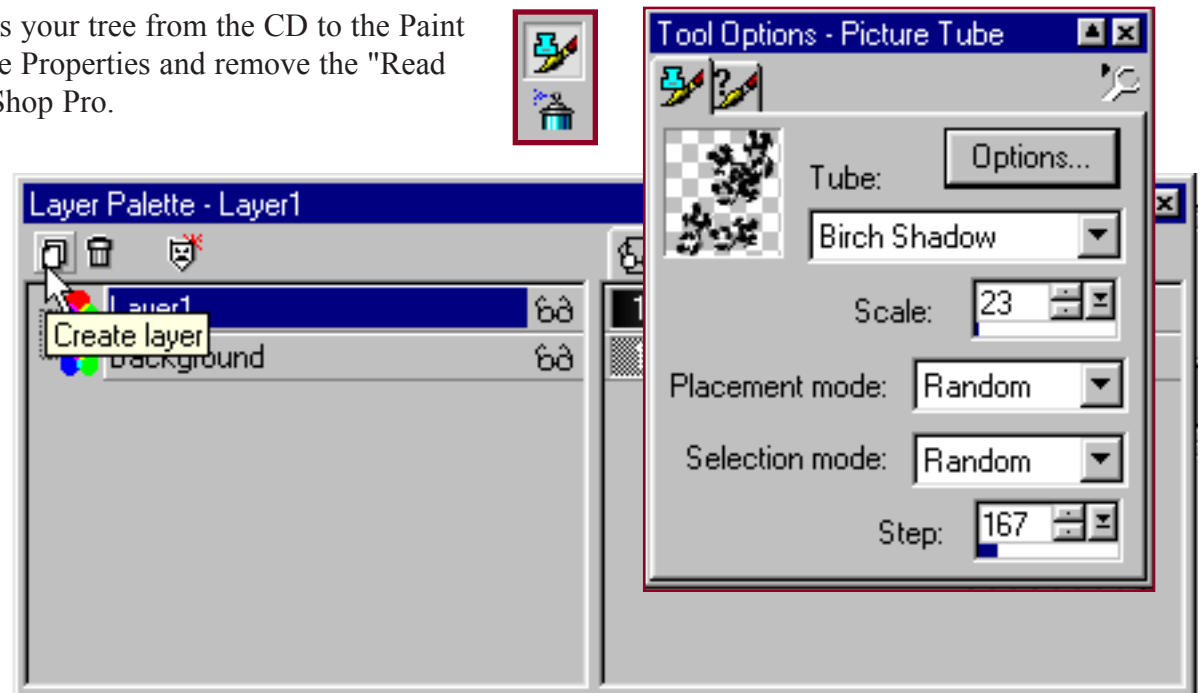 s your tree from the CD to the Paint
e Properties and remove the "Read
Shop Pro.
Tool Options - Picture Tube
Tube:
Options...
Birch Shadow
Scale: 23
Placement mode: Random
Selection mode: Random
Step: 167
Layer Palette - Layer1
Layer1
Create layer
Background
1